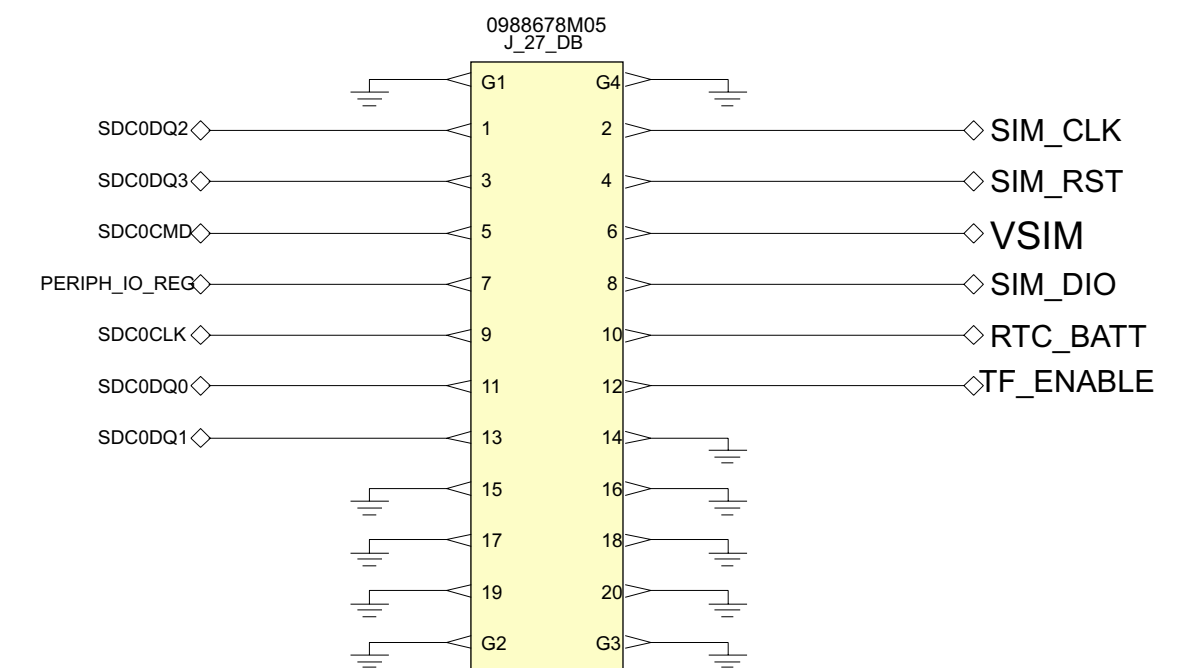 0988678M05
J_27_DB
G1 G4
SDC0DQ2 1 2 SIM_CLK
SDC0DQ3 3 4 SIM_RST
SDC0CMD 5 6 VSIM
PERIPH_IO_REG 7 8 SIM_DIO
SDC0CLK 9 10 RTC_BATT
SDC0DQ0 11 12 TF_ENABLE
SDC0DQ1 13 14
15 16
17 18
19 20
G2 G3